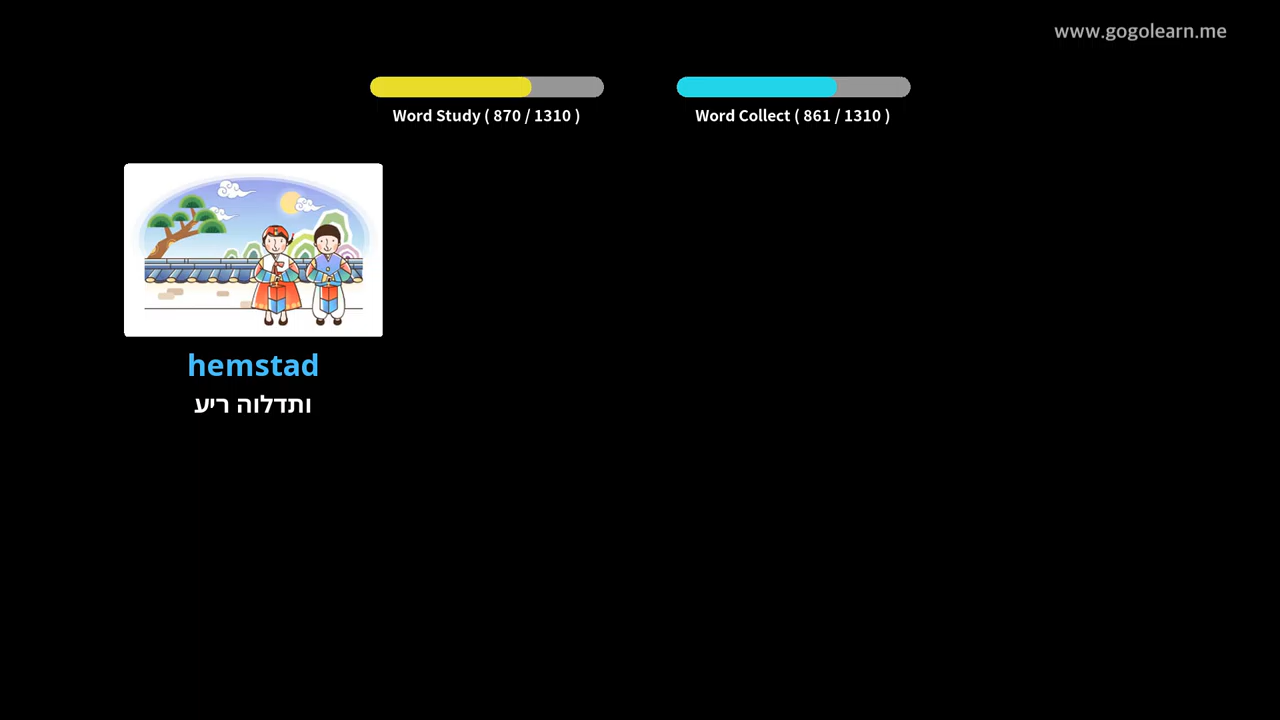 www.gogolearn.me
Word Study ( 870 / 1310 )
Word Collect ( 861 / 1310 )
hemstad
ותדלוה ריע